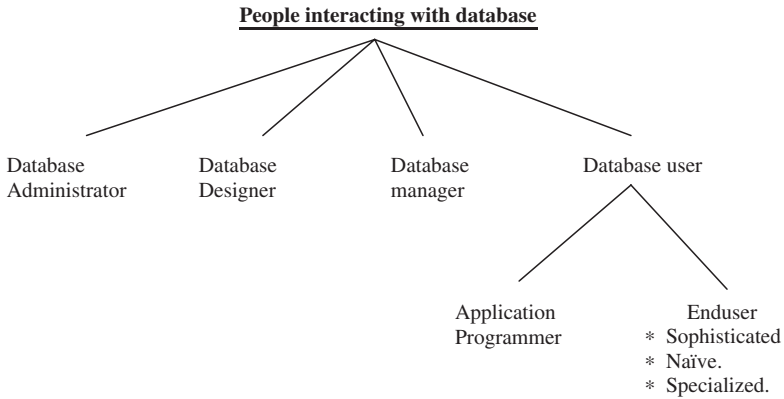 People interacting with database
Database
Administrator
Database
Designer
Database
manager
Database user
Application
Programmer
Enduser
* Sophisticated
* Naïve.
* Specialized.